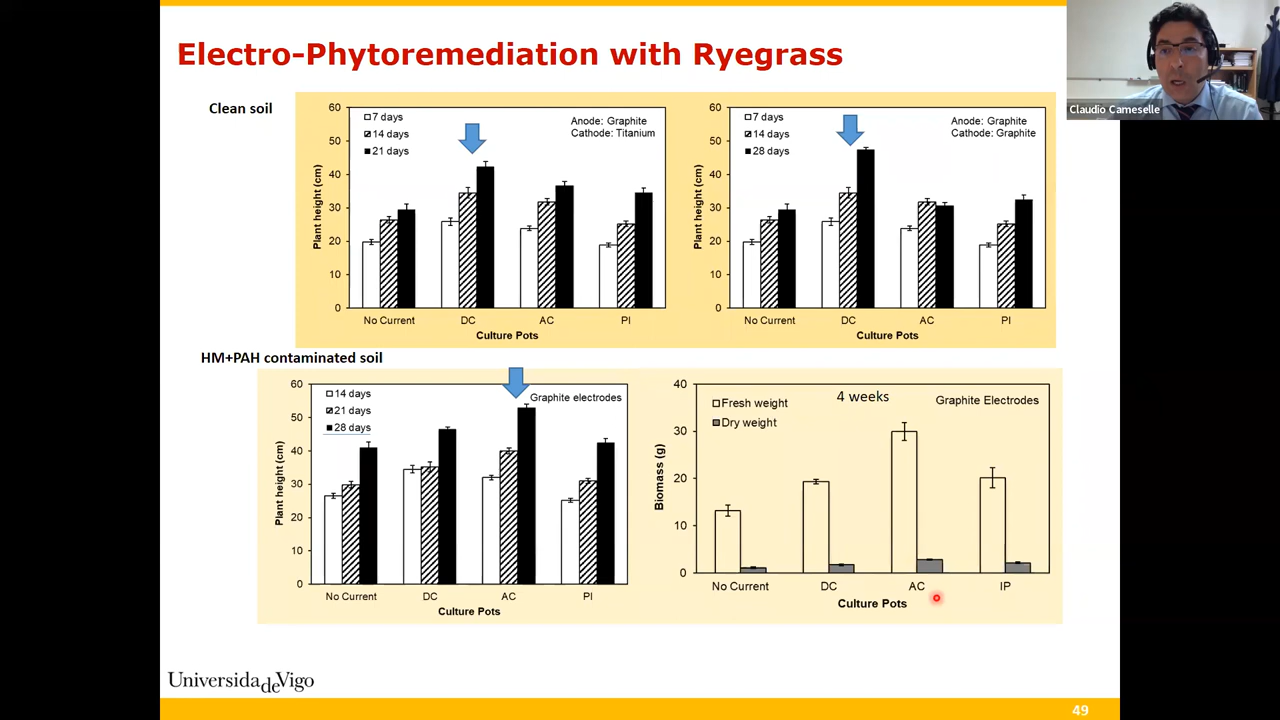 Electro-Phytoremediation with Ryegrass
Claudio Cameselle
Clean soil
60
50
40
30
20
10
0
Plant height (cm)
7 days
14 days
21 days
Anode: Graphite
Cathode: Titanium
No Current
DC
AC
PI
Culture Pots
60
50
40
30
20
10
0
Plant height (cm)
7 days
14 days
28 days
Anode: Graphite
Cathode: Graphite
No Current
DC
AC
PI
Culture Pots
HM+PAH contaminated soil
60
50
40
30
20
10
0
Plant height (cm)
14 days
21 days
28 days
Graphite electrodes
No Current
DC
AC
PI
Culture Pots
40
30
20
10
0
Biomass (g)
Fresh weight
Dry weight
4 weeks
Graphite Electrodes
No Current
DC
AC
IP
Culture Pots
UniversidadeVigo
49